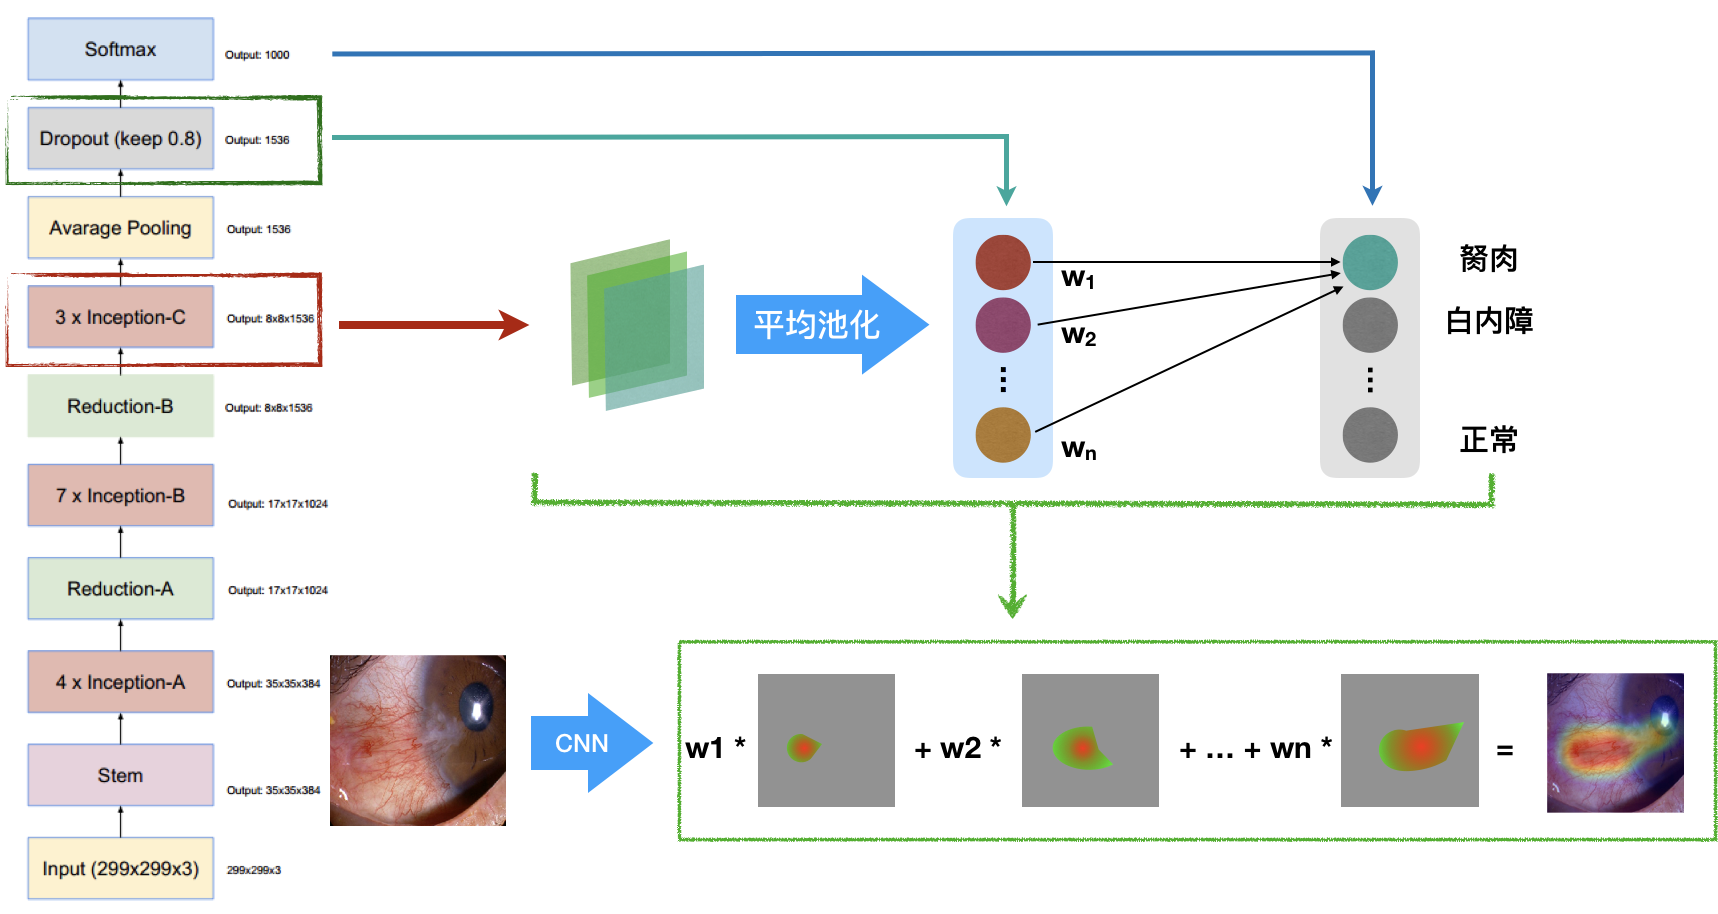 Softmax
Output: 1000
Dropout (keep 0.8)
Output: 1536
Avarage Pooling
Output: 1536
3 x Inception-C
Output: 8x8x1536
Reduction-B
Output: 8x8x1536
7 x Inception-B
Output: 17x17x1024
Reduction-A
Output: 17x17x1024
4 x Inception-A
Output: 35x35x384
Stem
Output: 35x35x384
Input (299x299x3)
299x299x3
平均池化
w1
w2
⋮
wn
⋮
胬肉
白内障
正常
CNN
w1 *
+ w2 *
+ ... + wn *
=